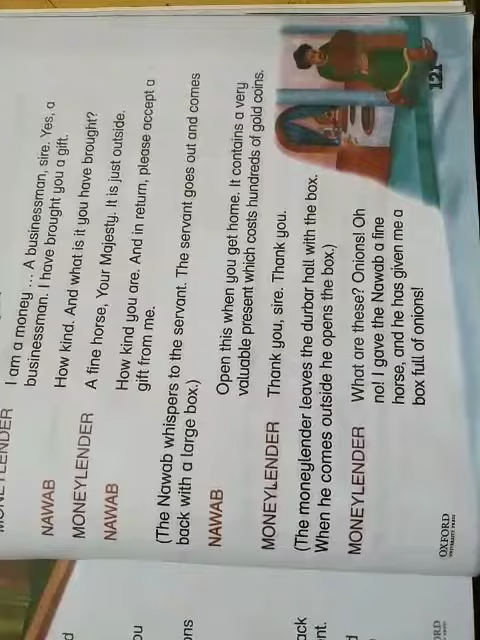 MONEYLENDER I am a money ... A businessman, sire. Yes, a
businessman. I have brought you a gift.
NAWAB How kind. And what is it you have brought?
MONEYLENDER A fine horse, Your Majesty. It is just outside.
NAWAB How kind you are. And in return, please accept a
gift from me.
(The Nawab whispers to the servant. The servant goes out and comes
back with a large box.)
NAWAB Open this when you get home. It contains a very
valuable present which costs hundreds of gold coins.
MONEYLENDER Thank you, sire. Thank you.
(The moneylender leaves the durbar hall with the box.
When he comes outside he opens the box.)
MONEYLENDER What are these? Onions! Oh
no! I gave the Nawab a fine
horse, and he has given me a
box full of onions!
OXFORD
UNIVERSITY PRESS
121